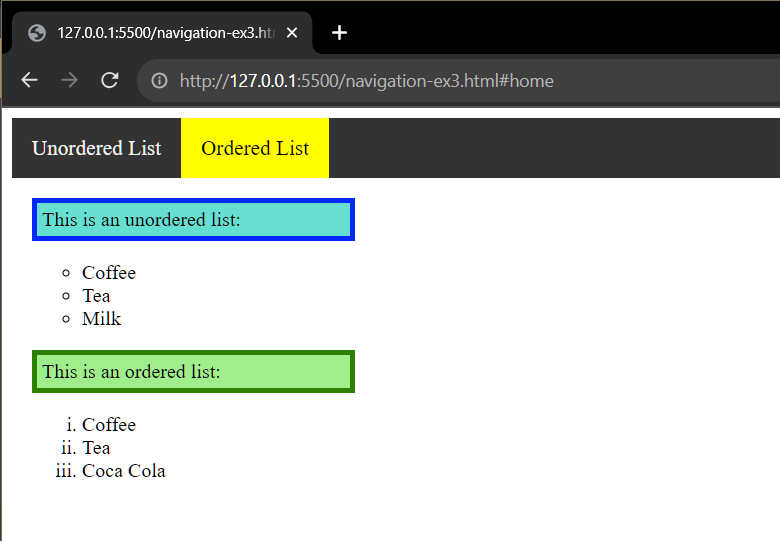 127.0.0.1:5500/navigation-ex3.ht
http://127.0.0.1:5500/navigation-ex3.html#home
Unordered List Ordered List
This is an unordered list:
Coffee
Tea
Milk
This is an ordered list:
i. Coffee
ii. Tea
iii. Coca Cola